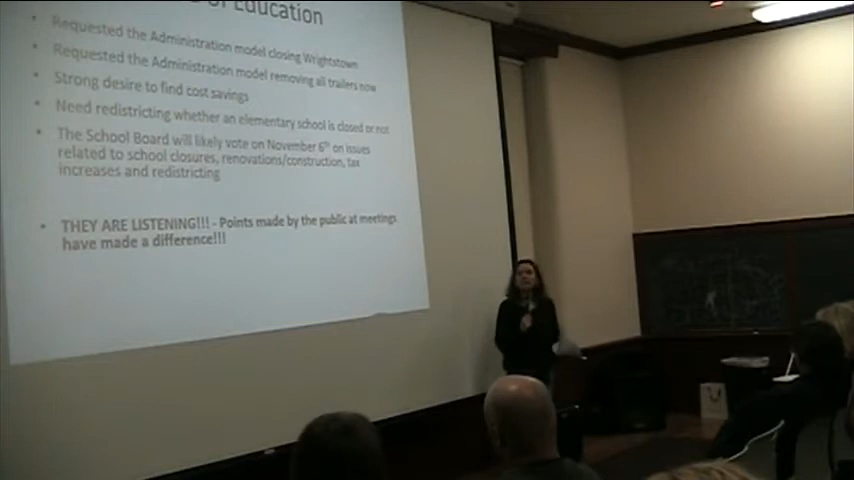 of Education
• Requested the Administration model closing Wrightstown
• Requested the Administration model removing all trailers now
• Strong desire to find cost savings
• Need redistricting whether an elementary school is closed or not
• The School Board will likely vote on November 6th on issues
related to school closures, renovations/construction, tax
increases and redistricting
• THEY ARE LISTENING!!! - Points made by the public at meetings
have made a difference!!!